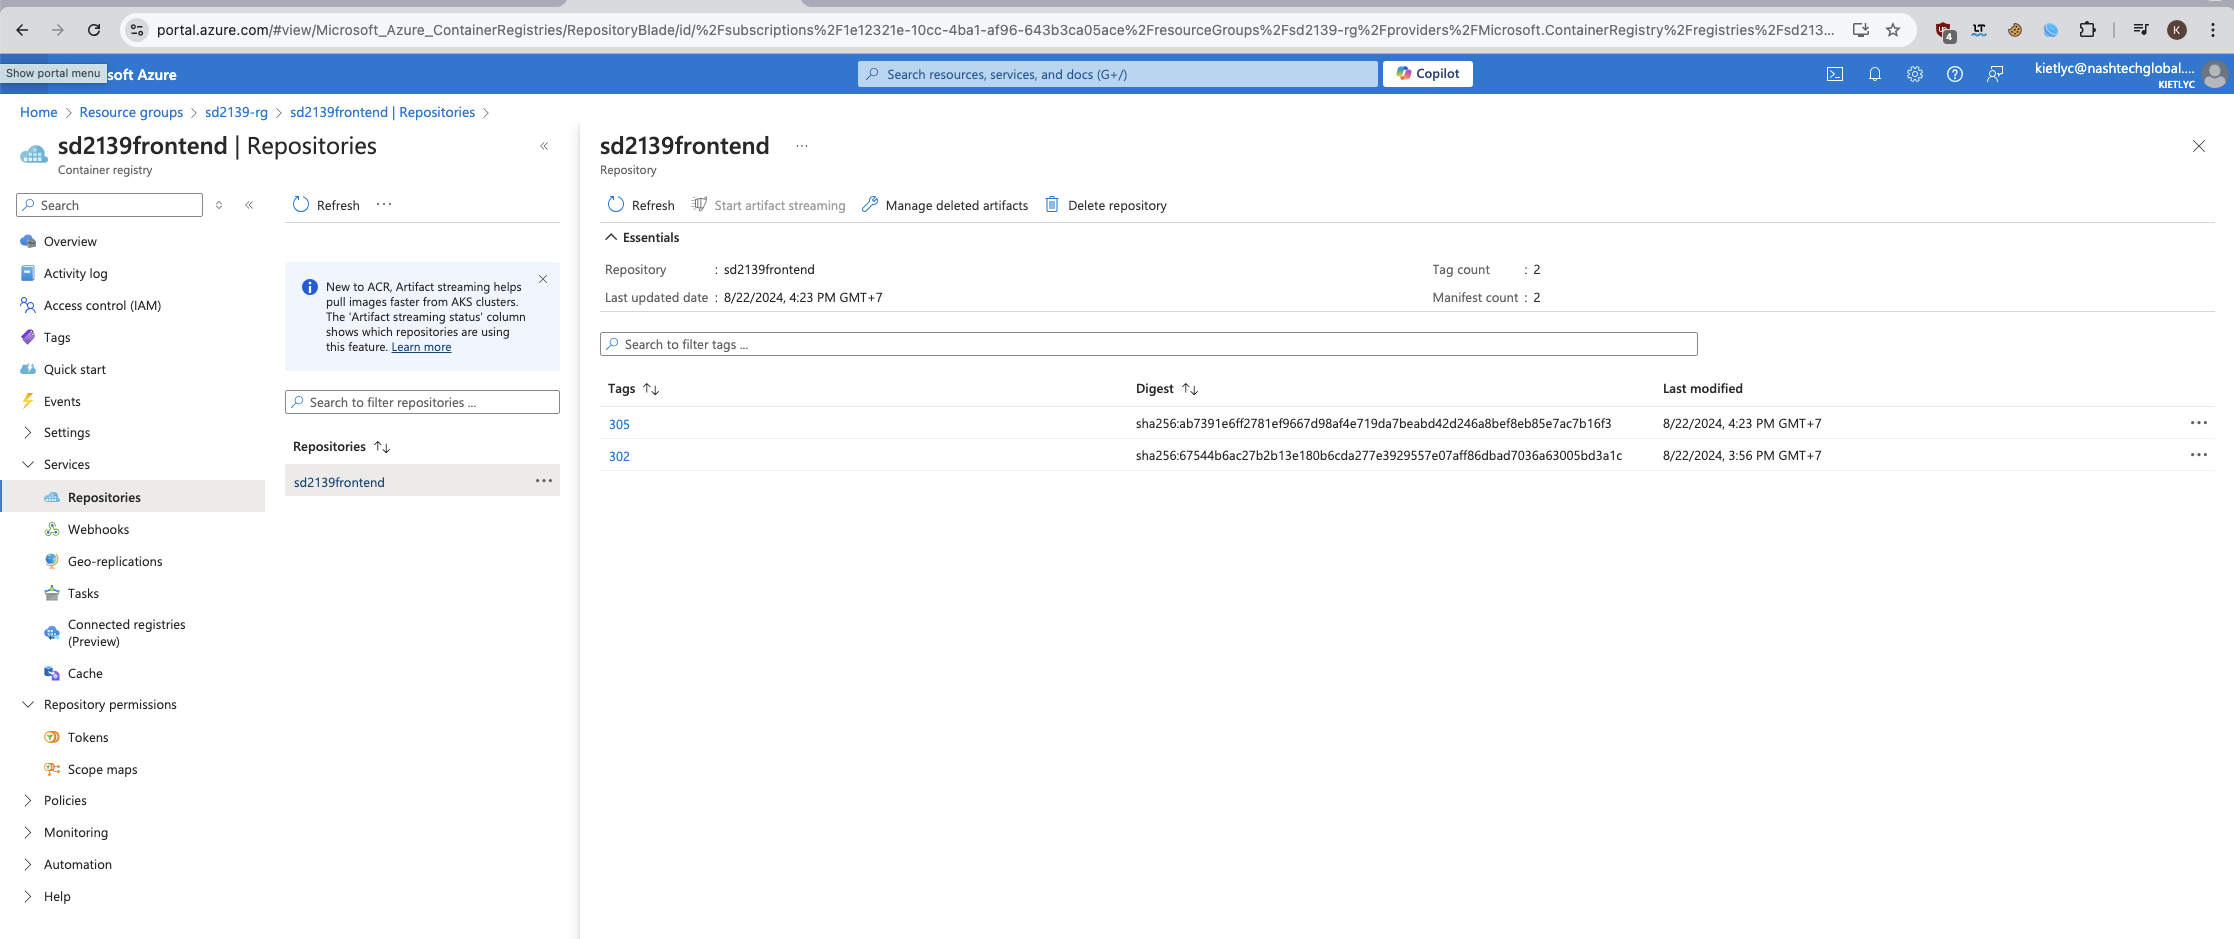 portal.azure.com/#view/Microsoft_Azure_ContainerRegistries/RepositoryBlade/id/%2Fsubscriptions%2F1e12321e-10cc-4ba1-af96-643b3ca05ace%2FresourceGroups%2Fsd2139-rg%2Fproviders%2FMicrosoft.ContainerRegistry%2Fregistries%2Fsd213...
4
LT
K
Show portal menu
soft Azure
Search resources, services, and docs (G+/)
Copilot
kietlyc@nashtechglobal....
KIETLYC
Home > Resource groups > sd2139-rg > sd2139frontend | Repositories >
sd2139frontend | Repositories
Container registry
Search
Overview
Activity log
Access control (IAM)
Tags
Quick start
Events
Settings
Services
Repositories
Webhooks
Geo-replications
Tasks
Connected registries
(Preview)
Cache
Repository permissions
Tokens
Scope maps
Policies
Monitoring
Automation
Help
Refresh ...
New to ACR, Artifact streaming helps
pull images faster from AKS clusters.
The 'Artifact streaming status' column
shows which repositories are using
this feature. Learn more
Search to filter repositories ...
Repositories
sd2139frontend ...
sd2139frontend ...
Repository
Refresh Start artifact streaming Manage deleted artifacts Delete repository
Essentials
Repository : sd2139frontend Tag count : 2
Last updated date : 8/22/2024, 4:23 PM GMT+7 Manifest count : 2
Search to filter tags ...
Tags Digest Last modified
305 sha256:ab7391e6ff2781ef9667d98af4e719da7beabd42d246a8bef8eb85e7ac7b16f3 8/22/2024, 4:23 PM GMT+7 ...
302 sha256:67544b6ac27b2b13e180b6cda277e3929557e07aff86dbad7036a63005bd3a1c 8/22/2024, 3:56 PM GMT+7 ...